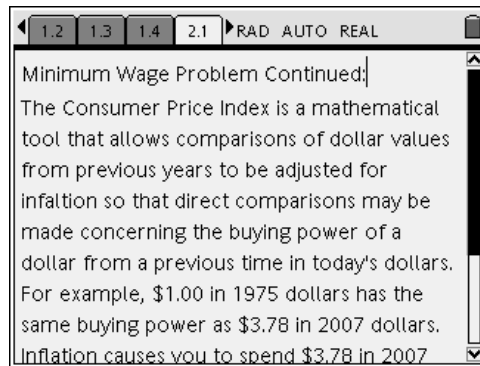 1.2 1.3 1.4 2.1 RAD AUTO REAL
Minimum Wage Problem Continued:
The Consumer Price Index is a mathematical
tool that allows comparisons of dollar values
from previous years to be adjusted for
infaltion so that direct comparisons may be
made concerning the buying power of a
dollar from a previous time in today's dollars.
For example, $1.00 in 1975 dollars has the
same buying power as $3.78 in 2007 dollars.
Inflation causes you to spend $3.78 in 2007